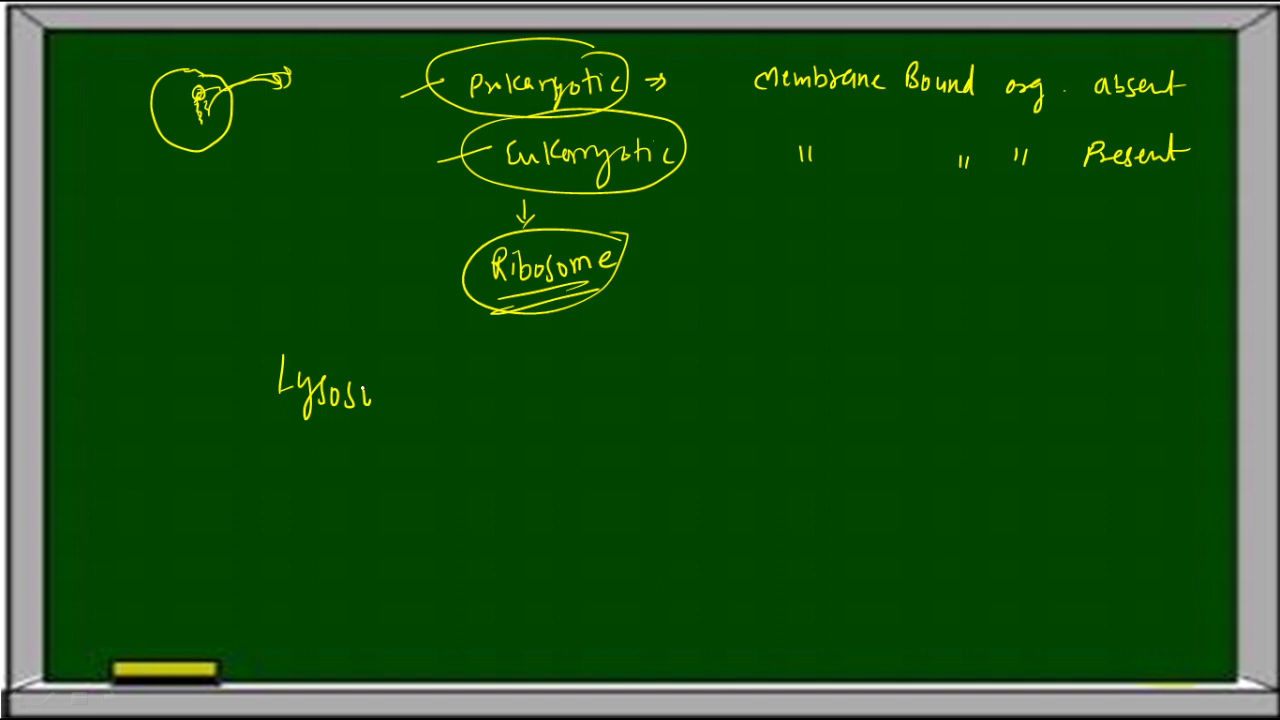 Prokaryotic ⇒ Membrane Bound org. absent
Eukaryotic " " " Present
↓
Ribosome
Lysosi